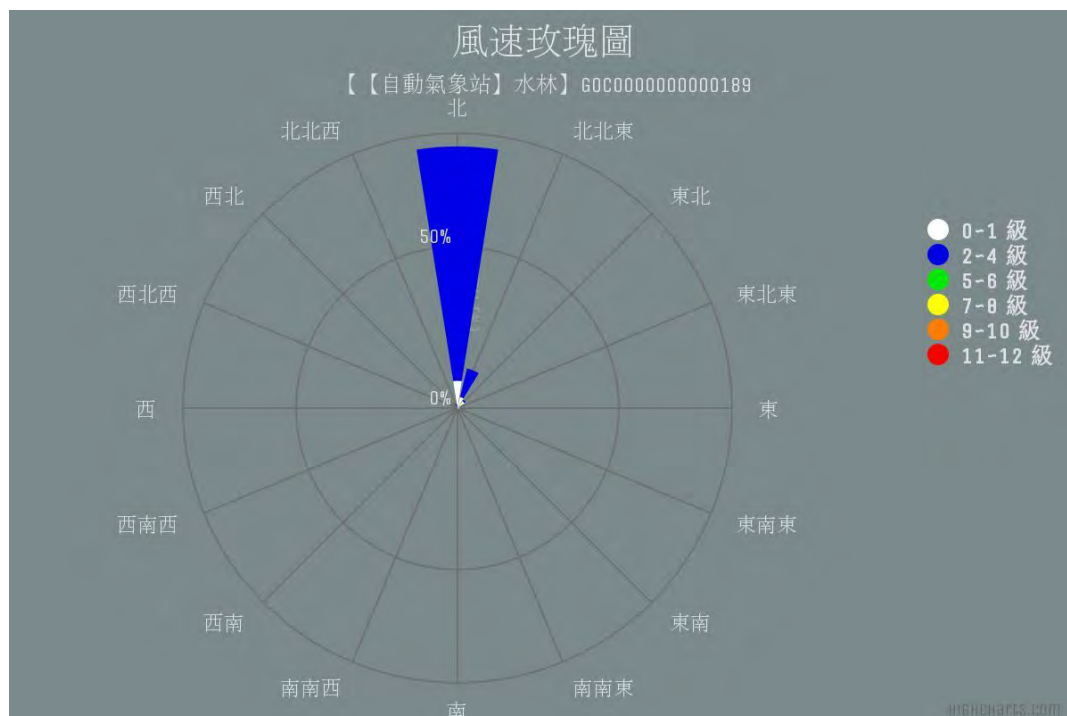 風速玫瑰圖
【【自動氣象站】水林】GOC0000000000189
北
北北西
北北東
西北
東北
50%
西北西
東北東
0%
西
東
西南西
東南東
西南
東南
南南西
南南東
南
0-1 級
2-4 級
5-6 級
7-8 級
9-10 級
11-12 級
HIGHCHARTS.COM